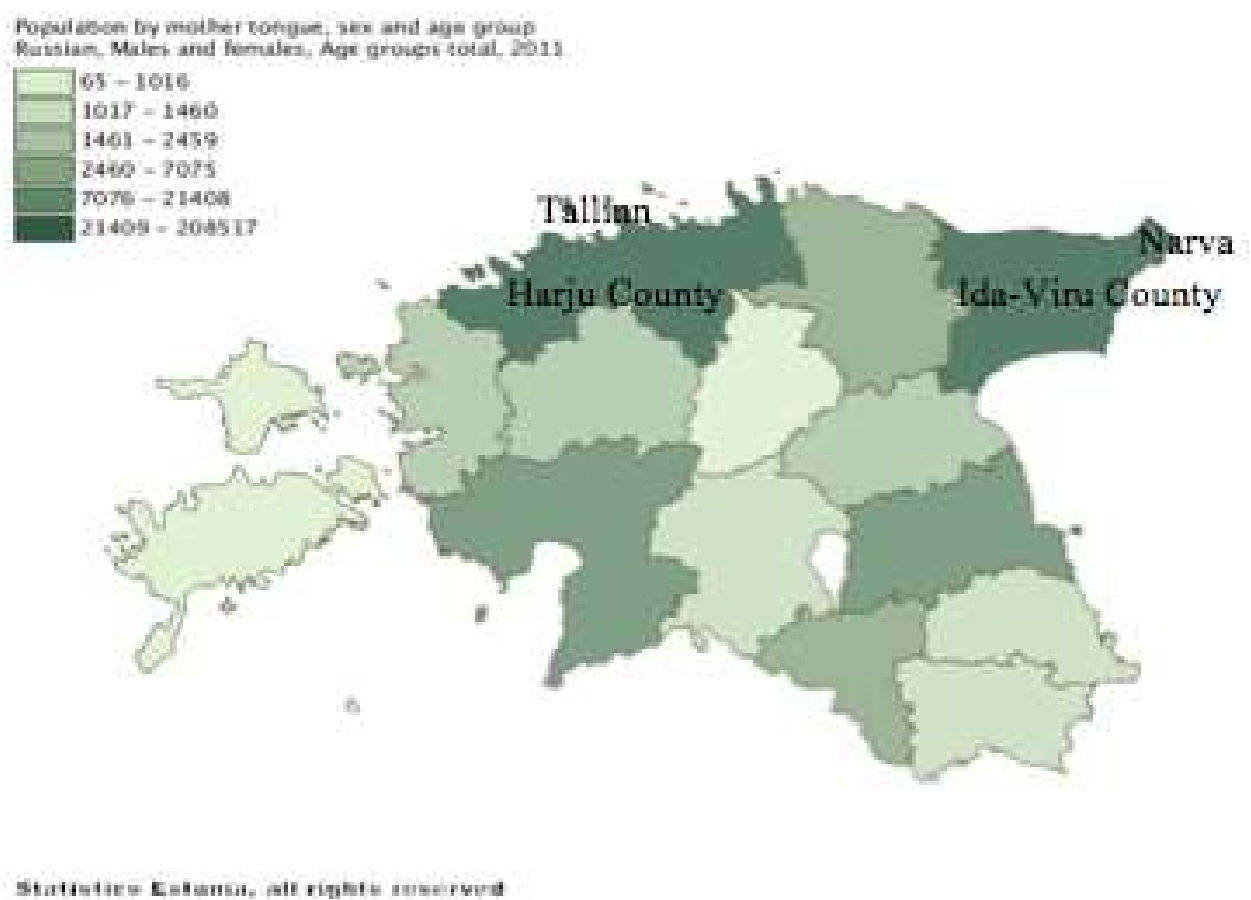 Population by mother tongue, sex and age group
Russian, Males and females, Age groups total, 2011
65 – 1016
1017 – 1460
1461 – 2459
2460 – 7075
7076 – 21408
21409 – 208517
Tallinn
Narva
Harju County
Ida-Viru County
Statistics Estonia, all rights reserved